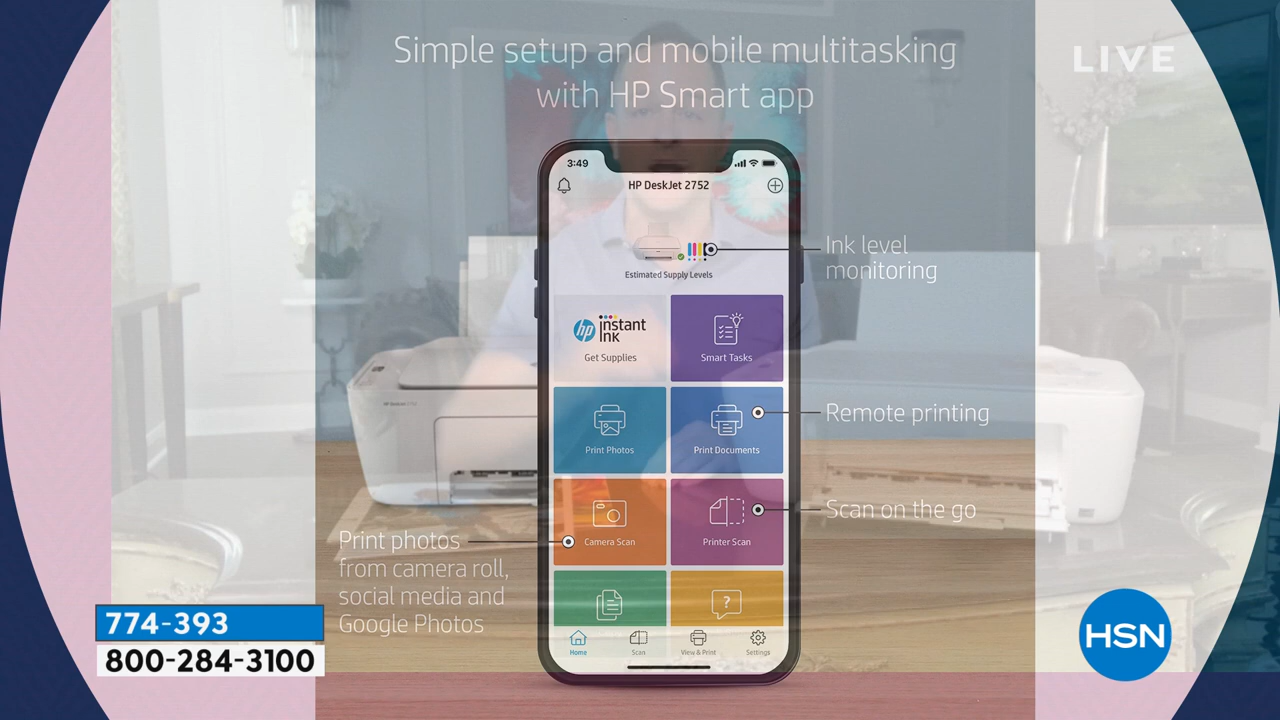 Simple setup and mobile multitasking
with HP Smart app
LIVE
3:49
HP DeskJet 2752
Estimated Supply Levels
Ink level
monitoring
hp instant
ink
Get Supplies
Smart Tasks
Print Photos
Print Documents
Remote printing
Camera Scan
Printer Scan
Scan on the go
Print photos
from camera roll,
social media and
Google Photos
?
Home
Scan
View & Print
Settings
774-393
800-284-3100
HSN